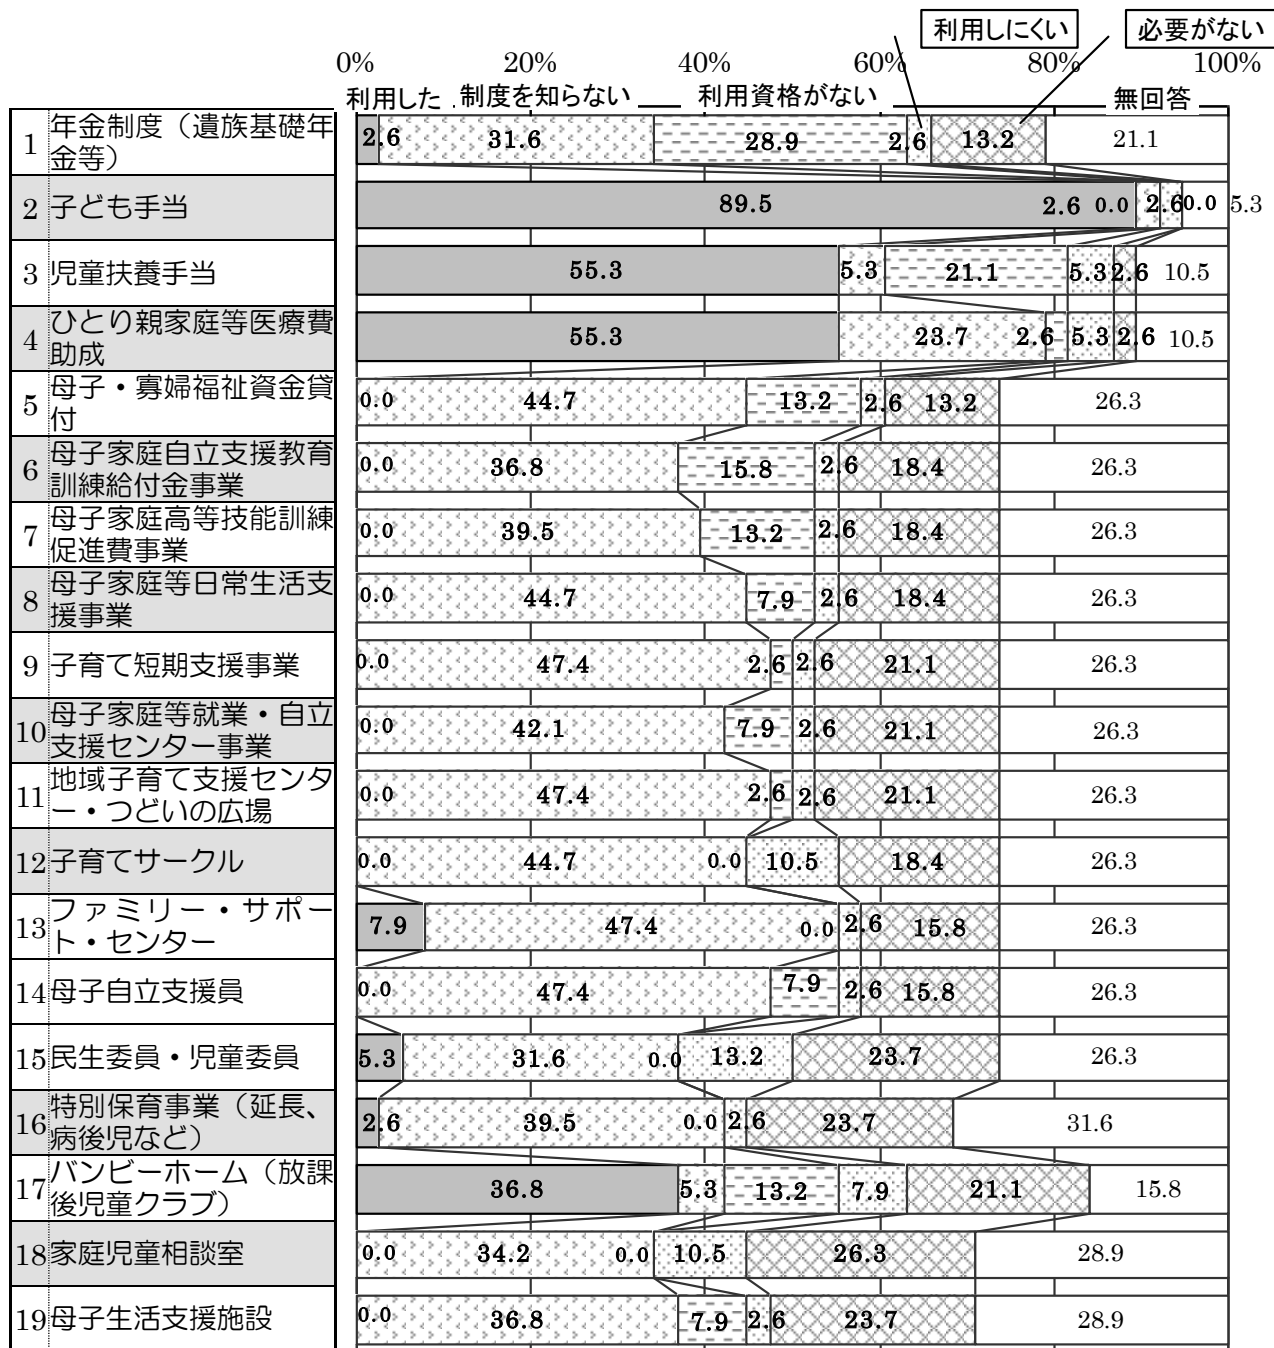 利用しにくい 必要がない
0% 20% 40% 60% 80% 100%
利用した 制度を知らない 利用資格がない 無回答
1 年金制度（遺族基礎年
金等） 2.6 31.6 28.9 2.6 13.2 21.1
2 子ども手当 89.5 2.6 0.0 2.6 0.0 5.3
3 児童扶養手当 55.3 5.3 21.1 5.3 2.6 10.5
4 ひとり親家庭等医療費
助成 55.3 23.7 2.6 5.3 2.6 10.5
5 母子・寡婦福祉資金貸
付 0.0 44.7 13.2 2.6 13.2 26.3
6 母子家庭自立支援教育
訓練給付金事業 0.0 36.8 15.8 2.6 18.4 26.3
7 母子家庭高等技能訓練
促進費事業 0.0 39.5 13.2 2.6 18.4 26.3
8 母子家庭等日常生活支
援事業 0.0 44.7 7.9 2.6 18.4 26.3
9 子育て短期支援事業 0.0 47.4 2.6 2.6 21.1 26.3
10 母子家庭等就業・自立
支援センター事業 0.0 42.1 7.9 2.6 21.1 26.3
11 地域子育て支援センタ
ー・つどいの広場 0.0 47.4 2.6 2.6 21.1 26.3
12 子育てサークル 0.0 44.7 0.0 10.5 18.4 26.3
13 ファミリー・サポー
ト・センター 7.9 47.4 0.0 2.6 15.8 26.3
14 母子自立支援員 0.0 47.4 7.9 2.6 15.8 26.3
15 民生委員・児童委員 5.3 31.6 0.0 13.2 23.7 26.3
16 特別保育事業（延長、
病後児など） 2.6 39.5 0.0 2.6 23.7 31.6
17 バンビーホーム（放課
後児童クラブ） 36.8 5.3 13.2 7.9 21.1 15.8
18 家庭児童相談室 0.0 34.2 0.0 10.5 26.3 28.9
19 母子生活支援施設 0.0 36.8 7.9 2.6 23.7 28.9